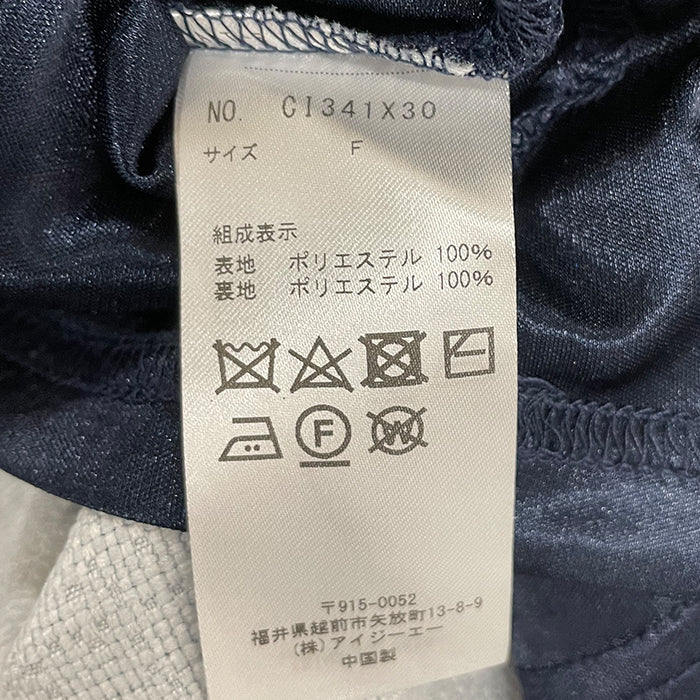 NO. CI341X30
サイズ F
組成表示
表地 ポリエステル 100%
裏地 ポリエステル 100%
F
W
〒915-0052
福井県越前市矢放町13-8-9
(株)アイジーエー
中国製